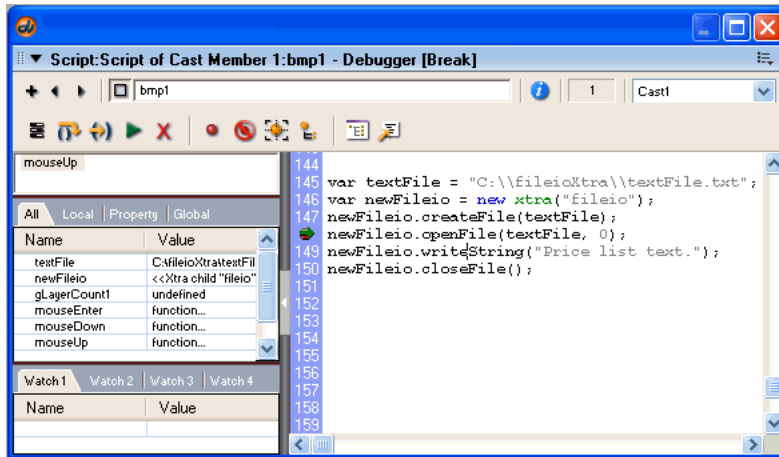 Script:Script of Cast Member 1:bmp1 - Debugger [Break]
bmp1
1
Cast1
mouseUp
All Local Property Global
Name Value
textFile C:\fileioXtra\textFil
newFileio <<Xtra child "fileio"
gLayerCount1 undefined
mouseEnter function...
mouseDown function...
mouseUp function...
Watch 1 Watch 2 Watch 3 Watch 4
Name Value
144
145 var textFile = "C:\\fileioXtra\\textFile.txt";
146 var newFileio = new xtra("fileio");
147 newFileio.createFile(textFile);
newFileio.openFile(textFile, 0);
149 newFileio.writeString("Price list text.");
150 newFileio.closeFile();
151
152
153
154
155
156
157
158
159